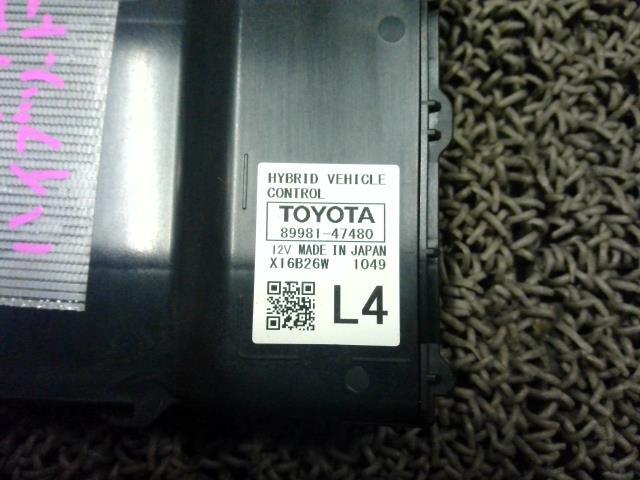 HYBRID VEHICLE
CONTROL
TOYOTA
89981-47480
12V MADE IN JAPAN
X16B26W 1049
L4